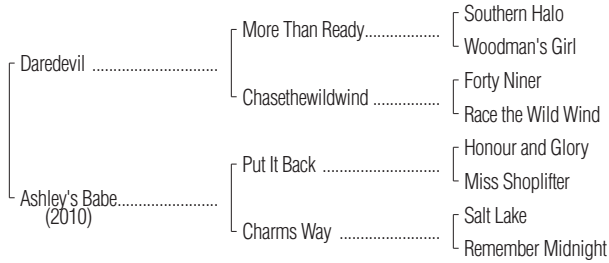 Southern Halo
More Than Ready..................
Woodman's Girl
Daredevil ..............................
Forty Niner
Chasethewildwind ................
Race the Wild Wind
Honour and Glory
Put It Back ...........................
Miss Shoplifter
Ashley's Babe........................
(2010)
Salt Lake
Charms Way .......................
Remember Midnight